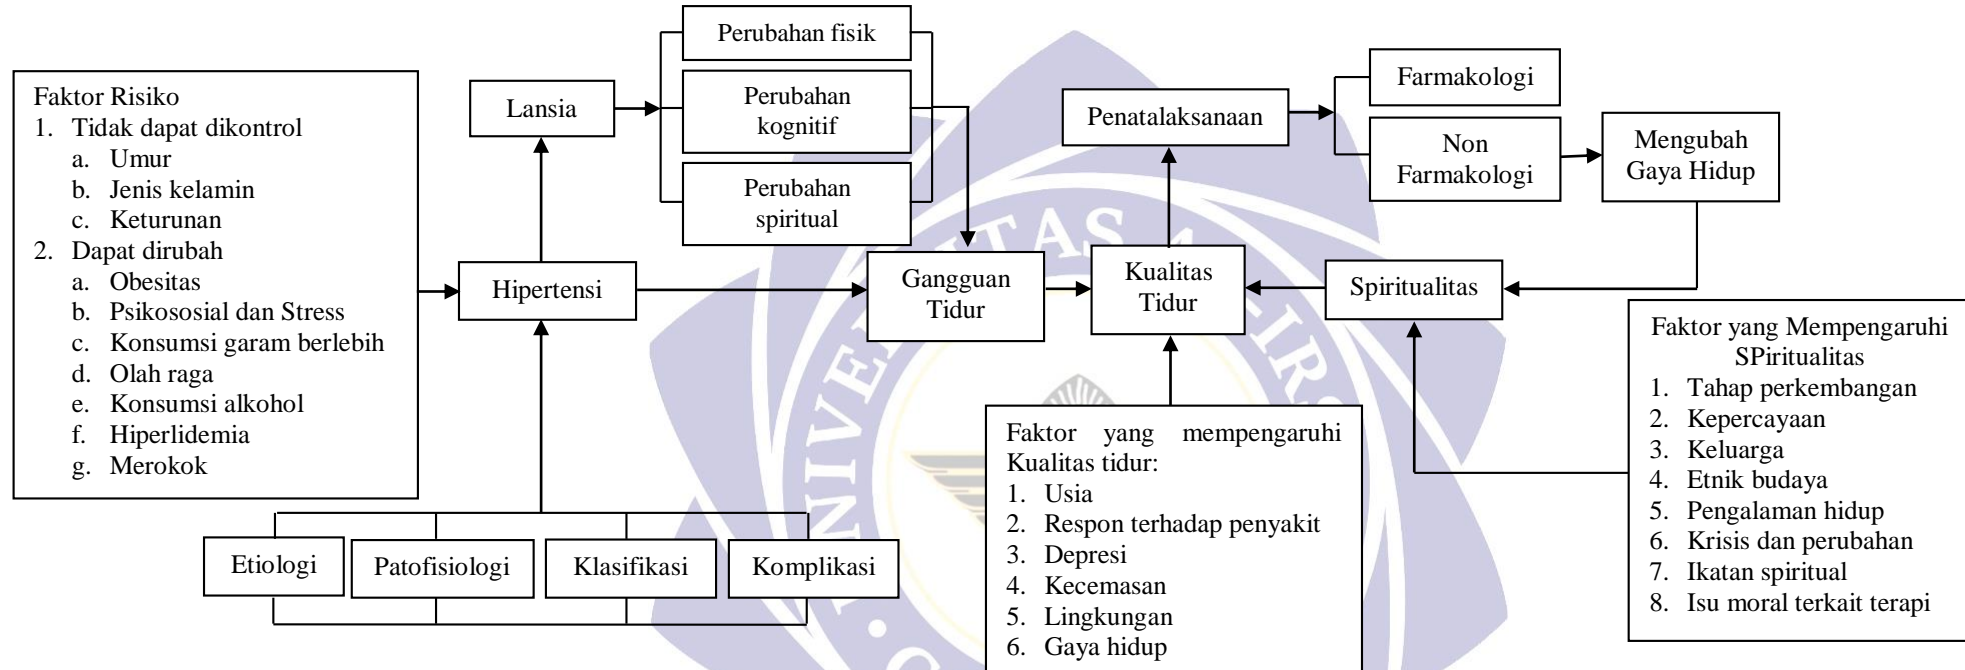 Faktor Risiko
1. Tidak dapat dikontrol
a. Umur
b. Jenis kelamin
c. Keturunan
2. Dapat dirubah
a. Obesitas
b. Psikososial dan Stress
c. Konsumsi garam berlebih
d. Olah raga
e. Konsumsi alkohol
f. Hiperlidemia
g. Merokok
Lansia
Perubahan fisik
Perubahan
kognitif
Perubahan
spiritual
Hipertensi
Etiologi
Patofisiologi
Klasifikasi
Komplikasi
Gangguan
Tidur
Kualitas
Tidur
Penatalaksanaan
Farmakologi
Non
Farmakologi
Mengubah
Gaya Hidup
Spiritualitas
Faktor yang mempengaruhi
Kualitas tidur:
1. Usia
2. Respon terhadap penyakit
3. Depresi
4. Kecemasan
5. Lingkungan
6. Gaya hidup
Faktor yang Mempengaruhi
SPiritualitas
1. Tahap perkembangan
2. Kepercayaan
3. Keluarga
4. Etnik budaya
5. Pengalaman hidup
6. Krisis dan perubahan
7. Ikatan spiritual
8. Isu moral terkait terapi